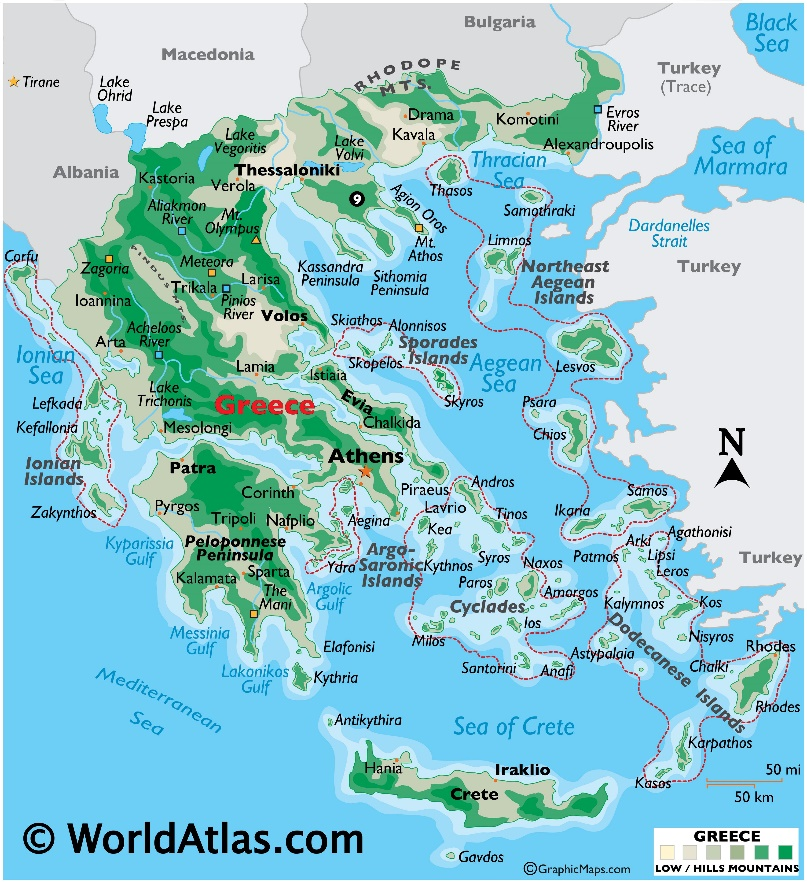 Bulgaria
Black
Sea
Macedonia
RHODOPE
MTS.
Turkey
(Trace)
Tirane
Lake
Ohrid
Lake
Prespa
Lake
Vegoritis
Lake
Volvi
Drama
Kavala
Komotini
Evros
River
Alexandroupolis
Albania
Kastoria
Verola
Thessaloniki
Thracian
Sea
Sea of
Marmara
Thasos
Samothraki
Aliakmon
River
Mt.
Olympus
9
Agion Oros
Mt.
Athos
Limnos
Dardanelles
Strait
Corfu
Zagoria
PINDUS MTS.
Meteora
Trikala
Larisa
Pinios
River
Kassandra
Peninsula
Sithomia
Peninsula
Northeast
Aegean
Islands
Turkey
Ioannina
Volos
Acheloos
River
Arta
Skiathos
Alonnisos
Sporades
Islands
Skopelos
Skyros
Aegean
Sea
Lesvos
Ionian
Sea
Lamia
Istiaia
Lake
Trichonis
Greece
Evia
Chalkida
Psara
Chios
Lefkada
Kefallonia
Mesolongi
Ionian
Islands
Zakynthos
Patra
Athens
N
Pyrgos
Corinth
Tripoli
Nafplio
Peloponnese
Peninsula
Piraeus
Lavrio
Aegina
Kea
Andros
Tinos
Ikaria
Samos
Agathonisi
Kyparissia
Gulf
Kalamata
Sparta
The
Mani
Ydra
Argolic
Gulf
Argo-
Saronic
Islands
Kythnos
Syros
Naxos
Paros
Amorgos
Patmos
Arki
Lipsi
Leros
Turkey
Cyclades
Ios
Kalymnos
Kos
Messinia
Gulf
Lakonikos
Gulf
Elafonisi
Kythria
Milos
Santorini
Anafi
Astypalaia
Dodecanese Islands
Nisyros
Chalki
Rhodes
Rhodes
Mediterranean
Sea
Antikythira
Sea of Crete
Karpathos
Kasos
Hania
Iraklio
Crete
50 mi
50 km
Gavdos
© WorldAtlas.com
© GraphicMaps.com
GREECE
LOW / HILLS MOUNTAINS